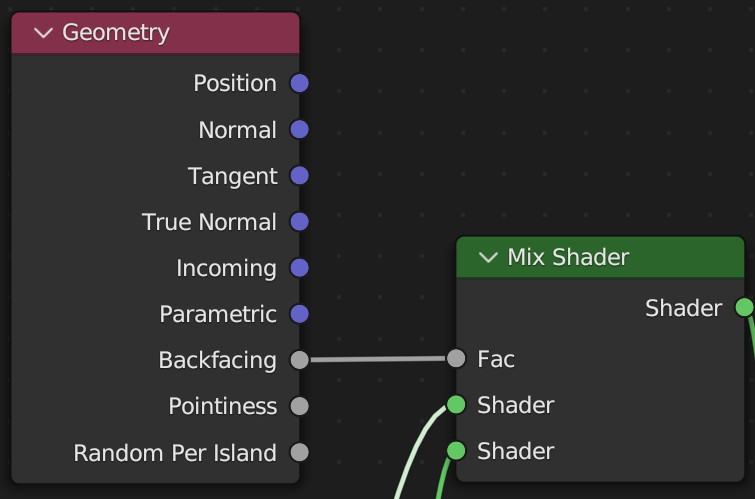 Geometry
Position
Normal
Tangent
True Normal
Incoming
Parametric
Backfacing
Pointiness
Random Per Island
Mix Shader
Shader
Fac
Shader
Shader